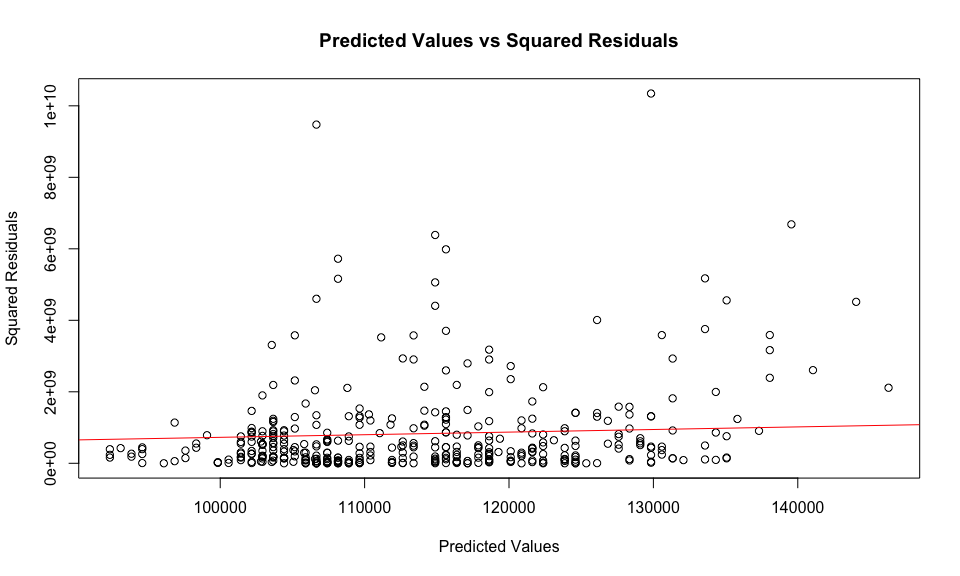 Predicted Values vs Squared Residuals
1e+10
8e+09
6e+09
4e+09
2e+09
0e+00
Squared Residuals
100000 110000 120000 130000 140000
Predicted Values